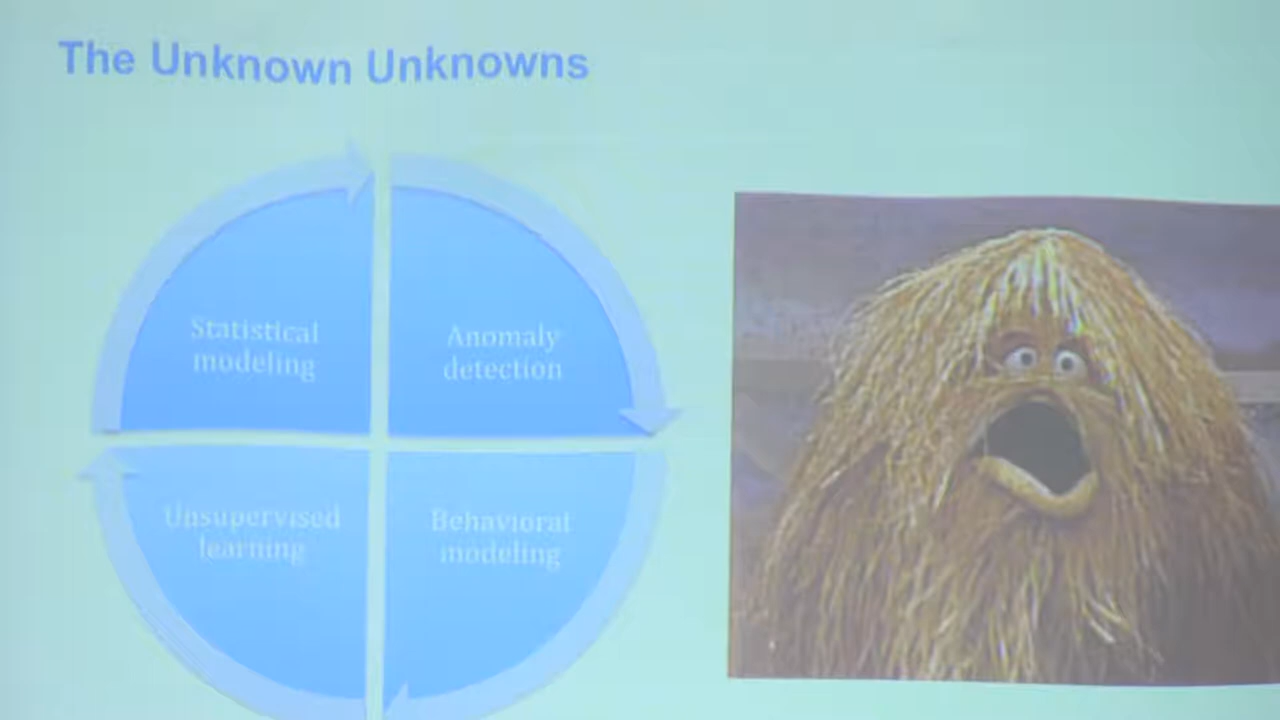 The Unknown Unknowns
Statistical
modeling
Anomaly
detection
Unsupervised
learning
Behavioral
modeling